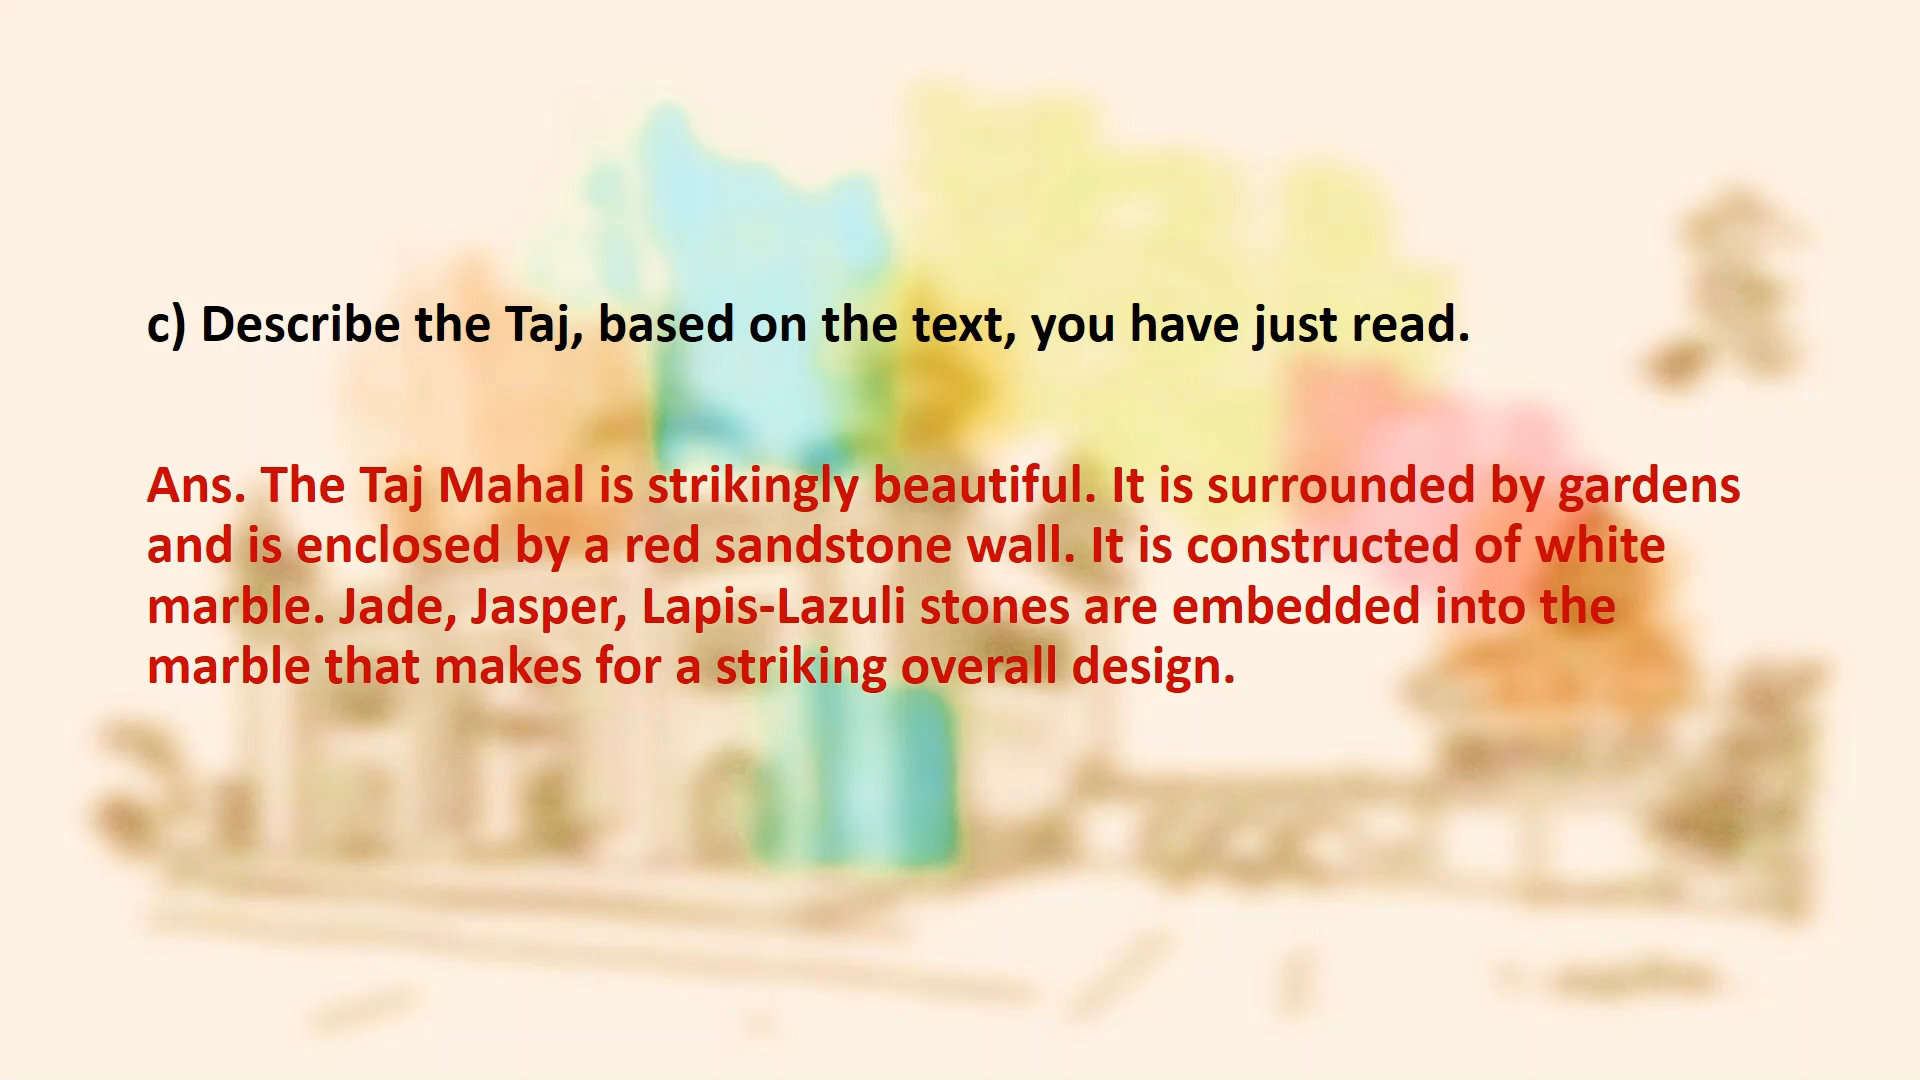 c) Describe the Taj, based on the text, you have just read.
Ans. The Taj Mahal is strikingly beautiful. It is surrounded by gardens
and is enclosed by a red sandstone wall. It is constructed of white
marble. Jade, Jasper, Lapis-Lazuli stones are embedded into the
marble that makes for a striking overall design.